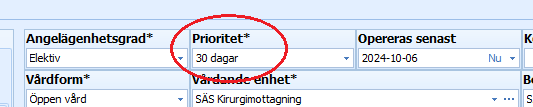 Angelägenhetsgrad* Prioritet* Opereras senast
Elektiv 30 dagar 2024-10-06 Nu
Vårdform* Vårdande enhet*
Öppen vård SÄS Kirurgimottagning